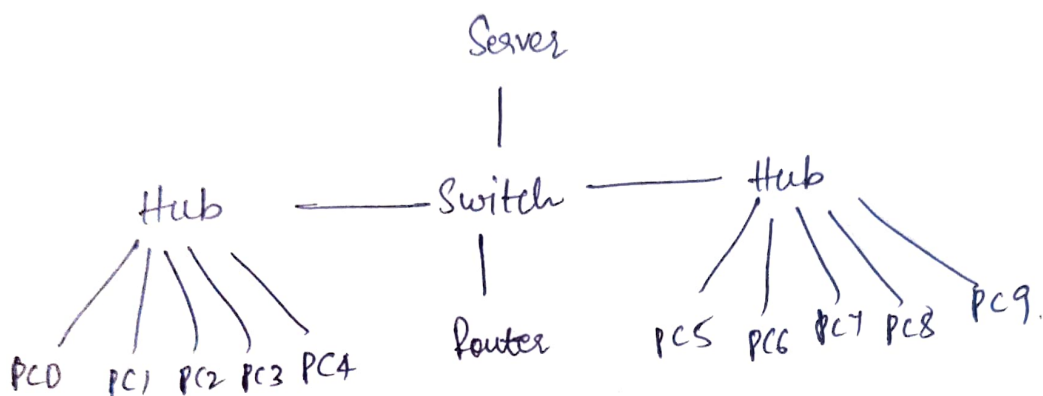 Server
Hub Switch Hub
Router
PC0 PC1 PC2 PC3 PC4 PC5 PC6 PC7 PC8 PC9.